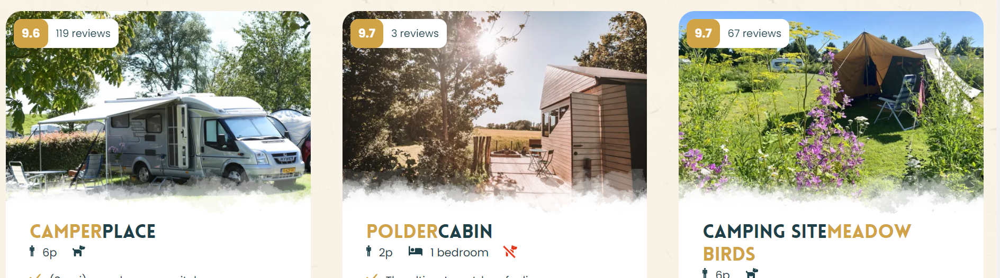 9.6 119 reviews
9.7 3 reviews
9.7 67 reviews
HYMER
CAMPERPLACE
6p
POLDERCABIN
2p 1 bedroom
CAMPING SITEMEADOW
BIRDS
6p